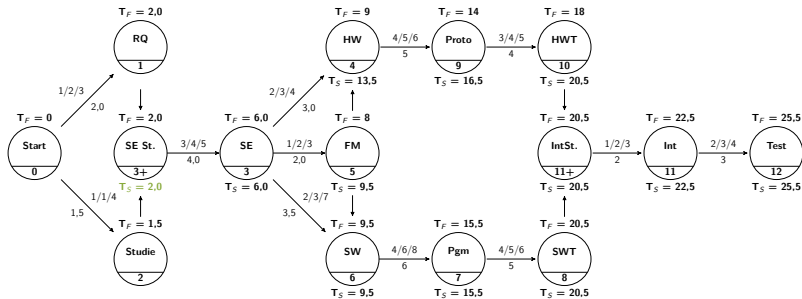 T_F = 2,0
RQ
1
T_F = 9
HW
4
T_S = 13,5
4/5/6
5
T_F = 14
Proto
9
T_S = 16,5
3/4/5
4
T_F = 18
HWT
10
T_S = 20,5
1/2/3
2,0
2/3/4
3,0
T_F = 0
Start
0
T_F = 2,0
SE St.
3+
T_S = 2,0
3/4/5
4,0
T_F = 6,0
SE
3
T_S = 6,0
1/2/3
2,0
T_F = 8
FM
5
T_S = 9,5
T_F = 20,5
IntSt.
11+
T_S = 20,5
1/2/3
2
T_F = 22,5
Int
11
T_S = 22,5
2/3/4
3
T_F = 25,5
Test
12
T_S = 25,5
1/1/4
1,5
2/3/7
3,5
T_F = 1,5
Studie
2
T_F = 9,5
SW
6
T_S = 9,5
4/6/8
6
T_F = 15,5
Pgm
7
T_S = 15,5
4/5/6
5
T_F = 20,5
SWT
8
T_S = 20,5